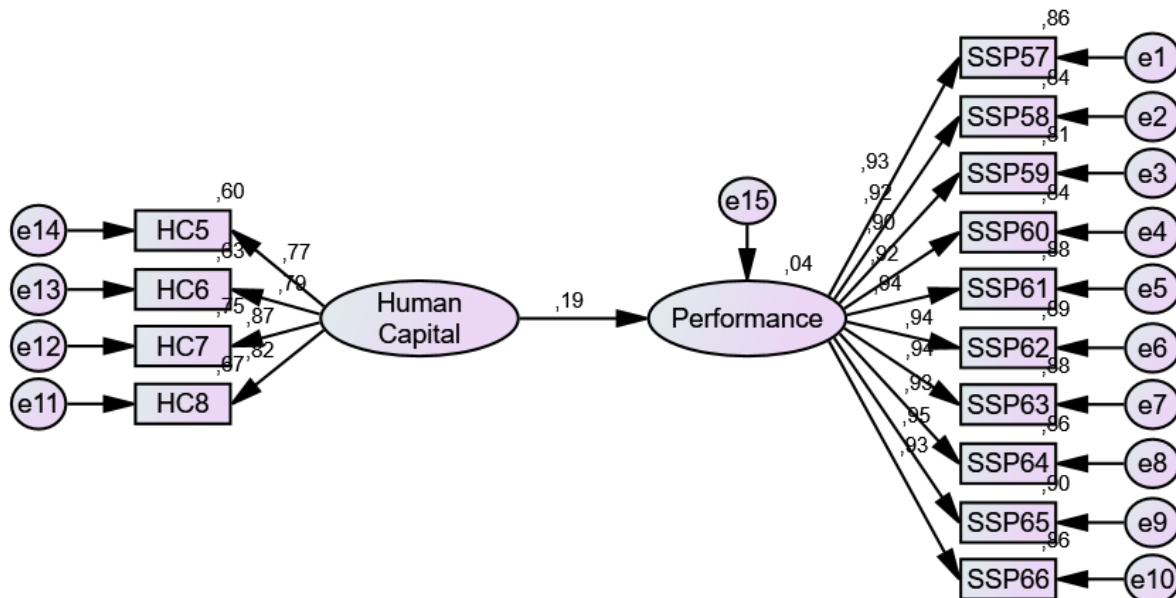 ,86
SSP57
e1
,84
SSP58
e2
,81
SSP59
e3
,84
SSP60
e4
,88
SSP61
e5
,89
SSP62
e6
,88
SSP63
e7
,86
SSP64
e8
,90
SSP65
e9
,86
SSP66
e10
,93
,92
,90
,92
,94
,94
,94
,93
,95
,93
e15
,04
Performance
,19
Human
Capital
,60
e14
HC5
,77
,63
e13
HC6
,79
,75
e12
HC7
,87
,67
e11
HC8
,82